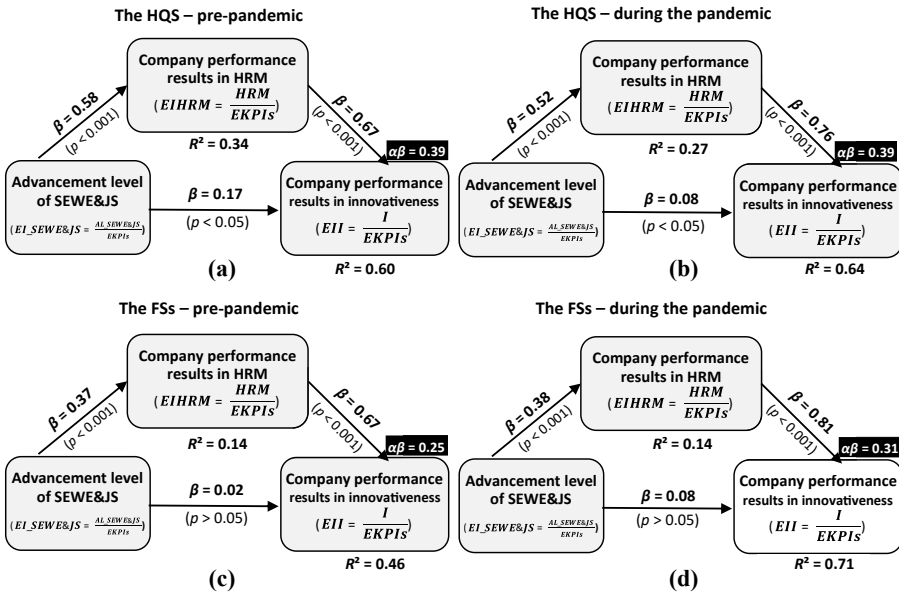 The HQS – pre-pandemic
Company performance
results in HRM
(EIHRM = HRM/EKPIs)
β = 0.58
(p < 0.001)
β = 0.67
(p < 0.001)
R² = 0.34
αβ = 0.39
Advancement level
of SEWE&JS
(EI_SEWE&JS = AL_SEWE&JS/EKPIs)
β = 0.17
(p < 0.05)
Company performance
results in innovativeness
(EII = I/EKPIs)
R² = 0.60
(a)
The HQS – during the pandemic
Company performance
results in HRM
(EIHRM = HRM/EKPIs)
β = 0.52
(p < 0.001)
β = 0.76
(p < 0.001)
R² = 0.27
αβ = 0.39
Advancement level
of SEWE&JS
(EI_SEWE&JS = AL_SEWE&JS/EKPIs)
β = 0.08
(p < 0.05)
Company performance
results in innovativeness
(EII = I/EKPIs)
R² = 0.64
(b)
The FSs – pre-pandemic
Company performance
results in HRM
(EIHRM = HRM/EKPIs)
β = 0.37
(p < 0.001)
β = 0.67
(p < 0.001)
R² = 0.14
αβ = 0.25
Advancement level
of SEWE&JS
(EI_SEWE&JS = AL_SEWE&JS/EKPIs)
β = 0.02
(p > 0.05)
Company performance
results in innovativeness
(EII = I/EKPIs)
R² = 0.46
(c)
The FSs – during the pandemic
Company performance
results in HRM
(EIHRM = HRM/EKPIs)
β = 0.38
(p < 0.001)
β = 0.81
(p < 0.001)
R² = 0.14
αβ = 0.31
Advancement level
of SEWE&JS
(EI_SEWE&JS = AL_SEWE&JS/EKPIs)
β = 0.08
(p > 0.05)
Company performance
results in innovativeness
(EII = I/EKPIs)
R² = 0.71
(d)